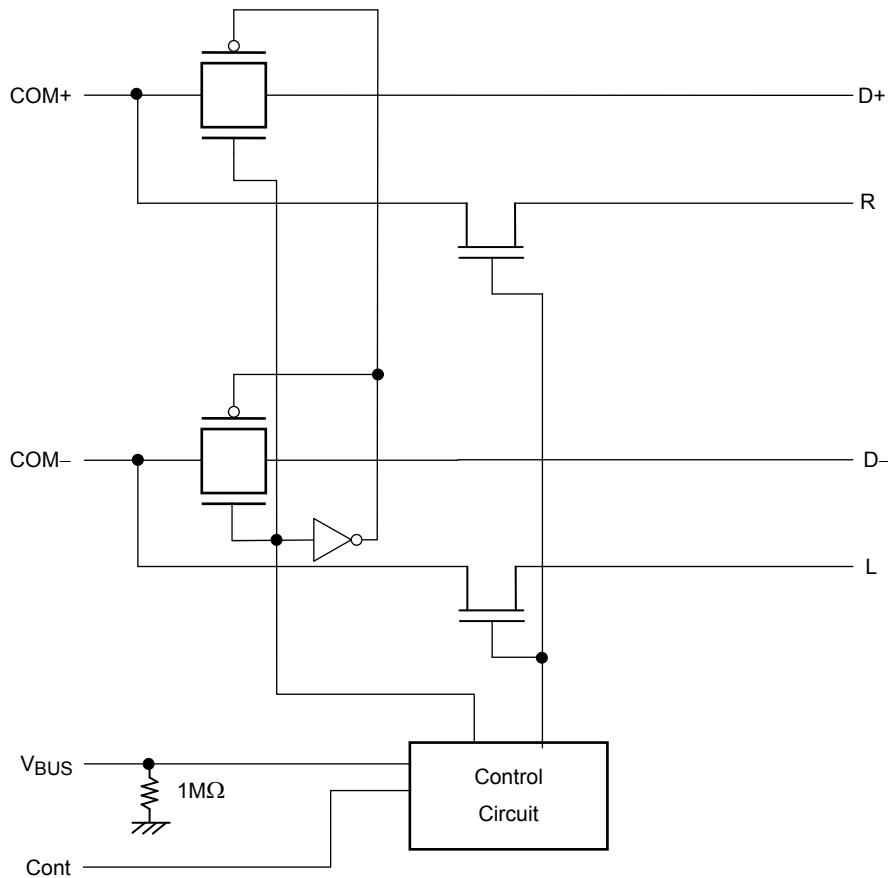 COM+
D+
R
COM−
D−
L
VBUS
1MΩ
Control
Circuit
Cont